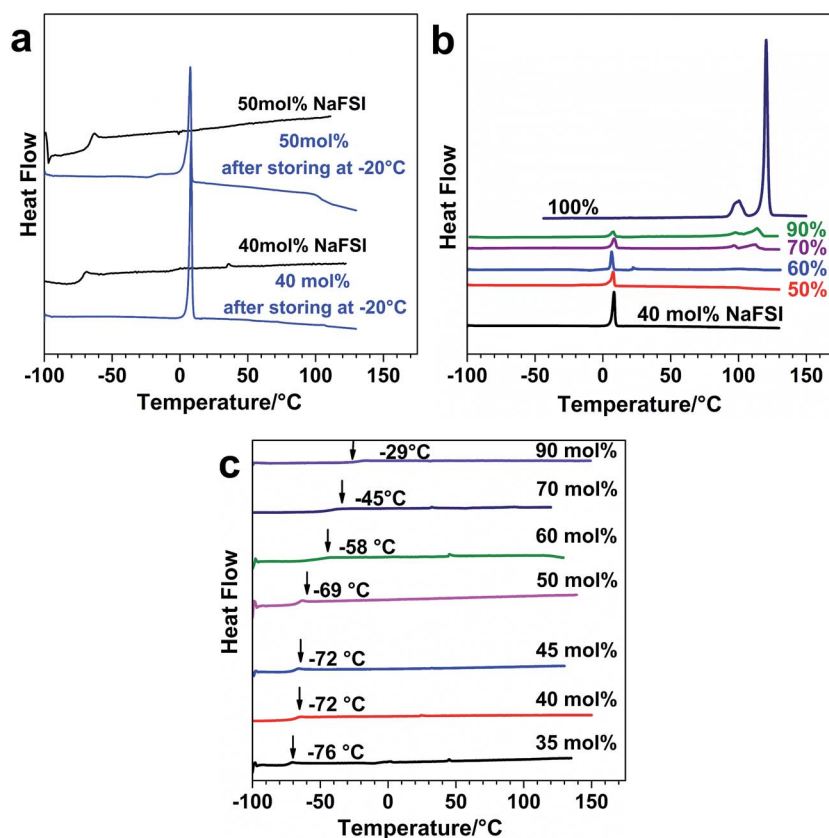 a
50mol% NaFSI
50mol%
after storing at -20°C
40mol% NaFSI
40 mol%
after storing at -20°C
Heat Flow
-100 -50 0 50 100 150
Temperature/°C
b
100%
90%
70%
60%
50%
40 mol% NaFSI
Heat Flow
-100 -50 0 50 100 150
Temperature/°C
c
-29°C 90 mol%
-45°C 70 mol%
-58 °C 60 mol%
-69 °C 50 mol%
-72 °C 45 mol%
-72 °C 40 mol%
-76 °C 35 mol%
Heat Flow
-100 -50 0 50 100 150
Temperature/°C